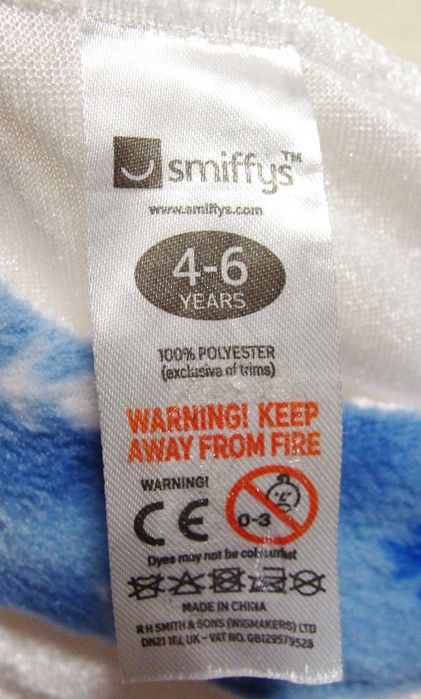 smiffys™
www.smiffys.com
4-6
YEARS
100% POLYESTER
(exclusive of trims)
WARNING! KEEP
AWAY FROM FIRE
WARNING!
CE
0-3
Dyes may not be colourfast
MADE IN CHINA
RH SMITH & SONS (WIGMAKERS) LTD
DN21 1FJ, UK - VAT NO. GB129579528